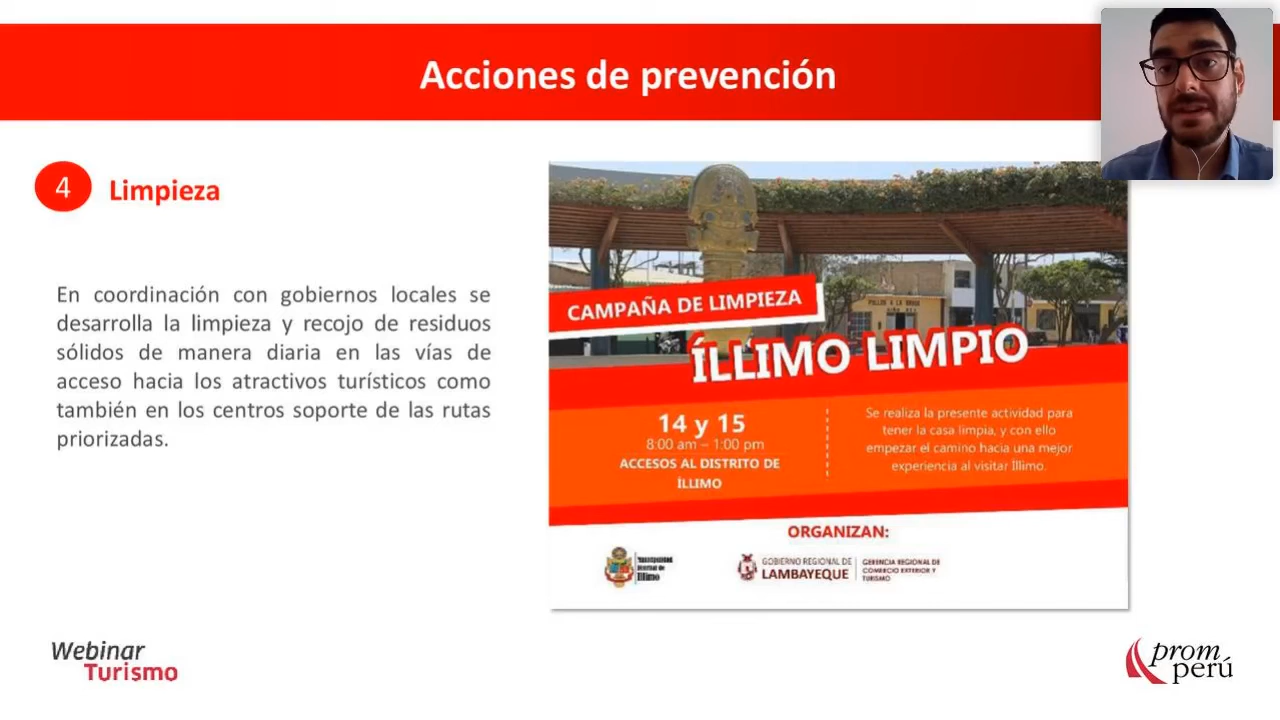 Acciones de prevención
4
Limpieza
En coordinación con gobiernos locales se
desarrolla la limpieza y recojo de residuos
sólidos de manera diaria en las vías de
acceso hacia los atractivos turísticos como
también en los centros soporte de las rutas
priorizadas.
CAMPAÑA DE LIMPIEZA
ÍLLIMO LIMPIO
14 y 15
8:00 am – 1:00 pm
ACCESOS AL DISTRITO DE
ÍLLIMO
Se realiza la presente actividad para
tener la casa limpia, y con ello
empezar el camino hacia una mejor
experiencia al visitar Íllimo.
ORGANIZAN:
Municipalidad
Distrital de
Íllimo
GOBIERNO REGIONAL DE
LAMBAYEQUE
GERENCIA REGIONAL DE
COMERCIO EXTERIOR Y
TURISMO
Webinar
Turismo
prom
perú